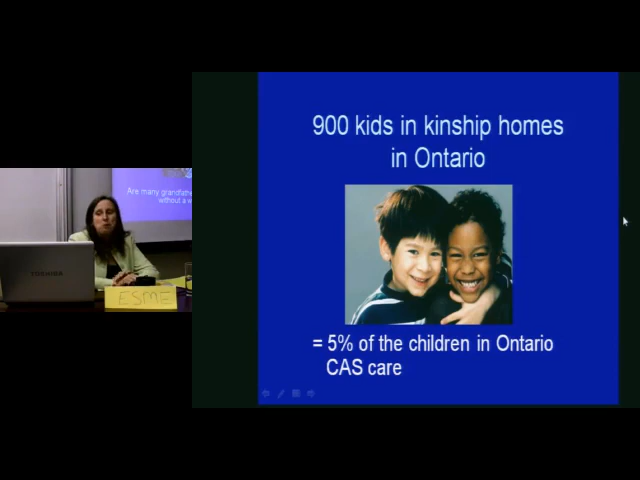 900 kids in kinship homes
in Ontario
= 5% of the children in Ontario
CAS care
Are many grandfathe
without a w
TOSHIBA
ESME